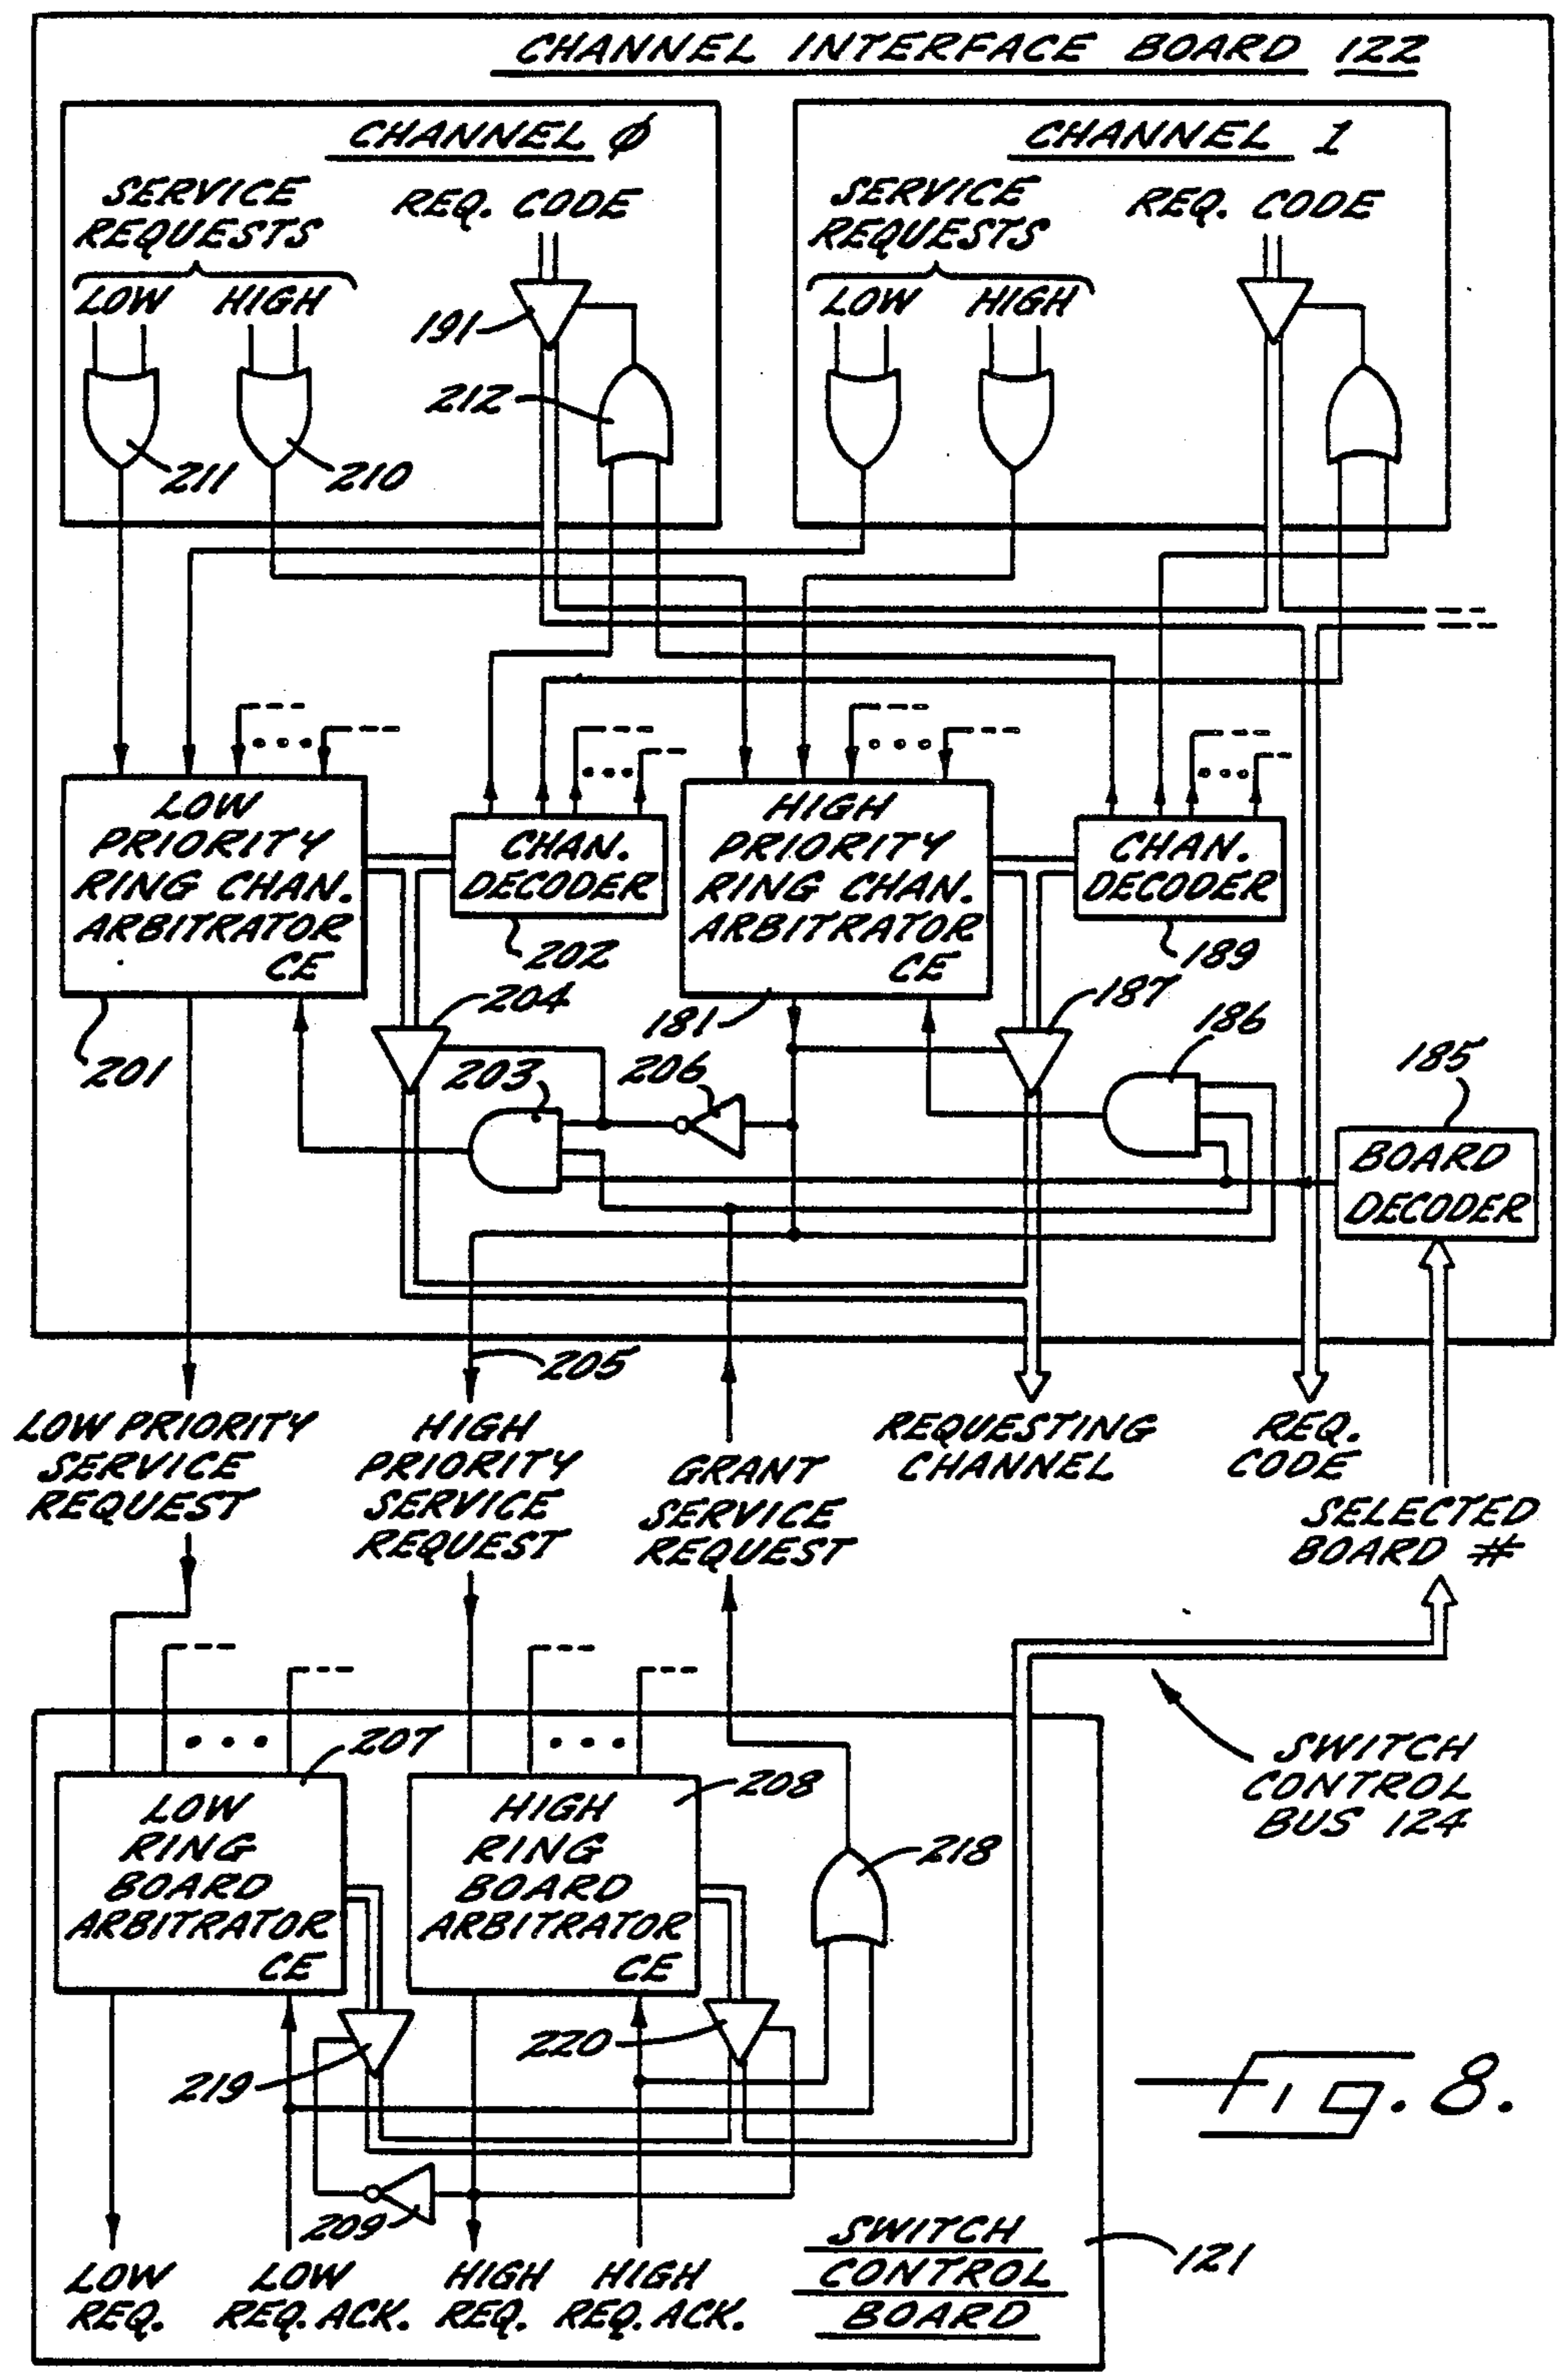 CHANNEL INTERFACE BOARD 122
CHANNEL Ø
SERVICE
REQUESTS
LOW HIGH
REQ. CODE
191
212
211
210
CHANNEL 1
SERVICE
REQUESTS
LOW HIGH
REQ. CODE
LOW
PRIORITY
RING CHAN.
ARBITRATOR
CE
201
CHAN.
DECODER
202
HIGH
PRIORITY
RING CHAN.
ARBITRATOR
CE
181
CHAN.
DECODER
189
204
203
206
187
186
185
BOARD
DECODER
205
LOW PRIORITY
SERVICE
REQUEST
HIGH
PRIORITY
SERVICE
REQUEST
GRANT
SERVICE
REQUEST
REQUESTING
CHANNEL
REQ.
CODE
SELECTED
BOARD #
SWITCH
CONTROL
BUS 124
207
LOW
RING
BOARD
ARBITRATOR
CE
208
HIGH
RING
BOARD
ARBITRATOR
CE
218
219
220
209
LOW
REQ.
LOW
REQ. ACK.
HIGH
REQ.
HIGH
REQ. ACK.
SWITCH
CONTROL
BOARD
121
Fig. 8.